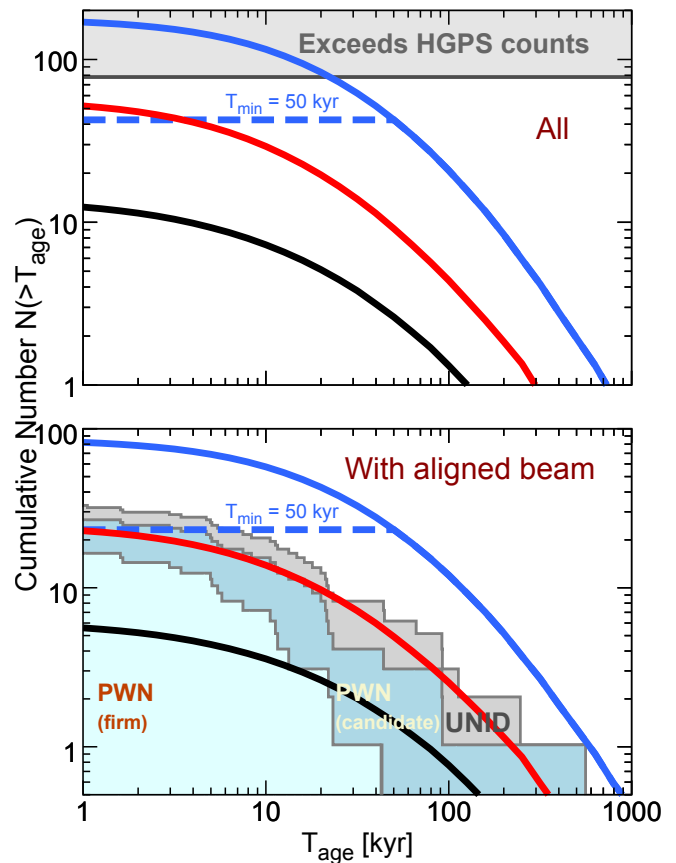 Exceeds HGPS counts
100
T_min = 50 kyr
All
10
1
Cumulative Number N(>T_age)
100
With aligned beam
T_min = 50 kyr
10
PWN PWN
(firm) (candidate) UNID
1
1 10 100 1000
T_age [kyr]